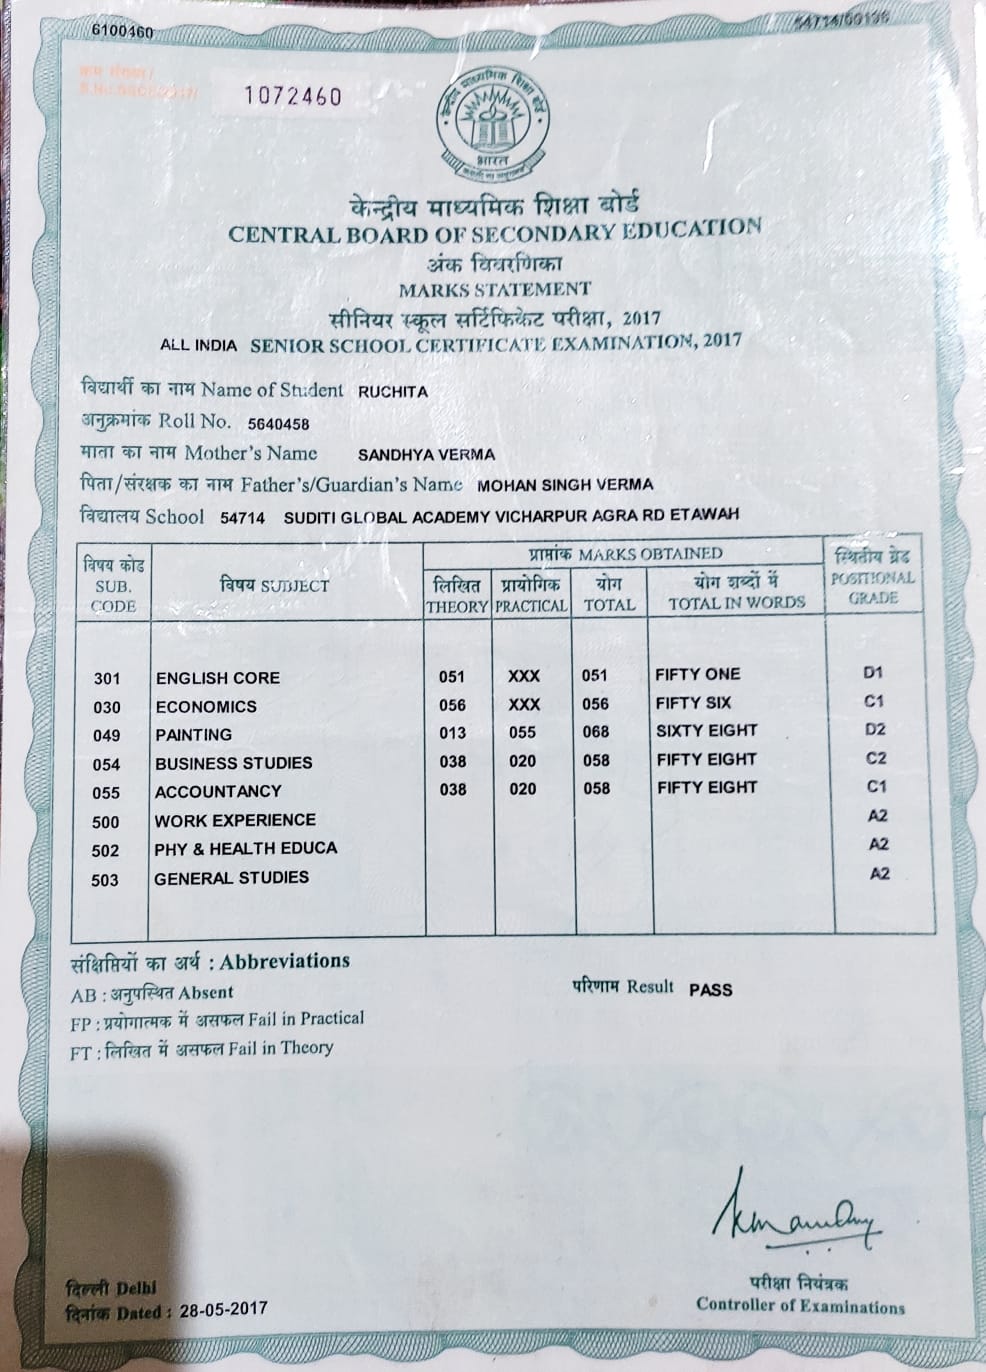 6100460
54714/00136
1072460
केन्द्रीय माध्यमिक शिक्षा बोर्ड
भारत
केन्द्रीय माध्यमिक शिक्षा बोर्ड
CENTRAL BOARD OF SECONDARY EDUCATION
अंक विवरणिका
MARKS STATEMENT
सीनियर स्कूल सर्टिफिकेट परीक्षा, 2017
ALL INDIA SENIOR SCHOOL CERTIFICATE EXAMINATION, 2017
विद्यार्थी का नाम Name of Student RUCHITA
अनुक्रमांक Roll No. 5640458
माता का नाम Mother's Name SANDHYA VERMA
पिता/संरक्षक का नाम Father's/Guardian's Name MOHAN SINGH VERMA
विद्यालय School 54714 SUDITI GLOBAL ACADEMY VICHARPUR AGRA RD ETAWAH
विषय कोड SUB. CODE
विषय SUBJECT
प्राप्तांक MARKS OBTAINED
लिखित THEORY
प्रायोगिक PRACTICAL
योग TOTAL
योग शब्दों में TOTAL IN WORDS
स्थितीय ग्रेड POSITIONAL GRADE
301 ENGLISH CORE 051 XXX 051 FIFTY ONE D1
030 ECONOMICS 056 XXX 056 FIFTY SIX C1
049 PAINTING 013 055 068 SIXTY EIGHT D2
054 BUSINESS STUDIES 038 020 058 FIFTY EIGHT C2
055 ACCOUNTANCY 038 020 058 FIFTY EIGHT C1
500 WORK EXPERIENCE A2
502 PHY & HEALTH EDUCA A2
503 GENERAL STUDIES A2
संक्षिप्तियों का अर्थ : Abbreviations
AB : अनुपस्थित Absent
परिणाम Result PASS
FP : प्रयोगात्मक में असफल Fail in Practical
FT : लिखित में असफल Fail in Theory
दिल्ली Delhi
दिनांक Dated : 28-05-2017
परीक्षा नियंत्रक
Controller of Examinations